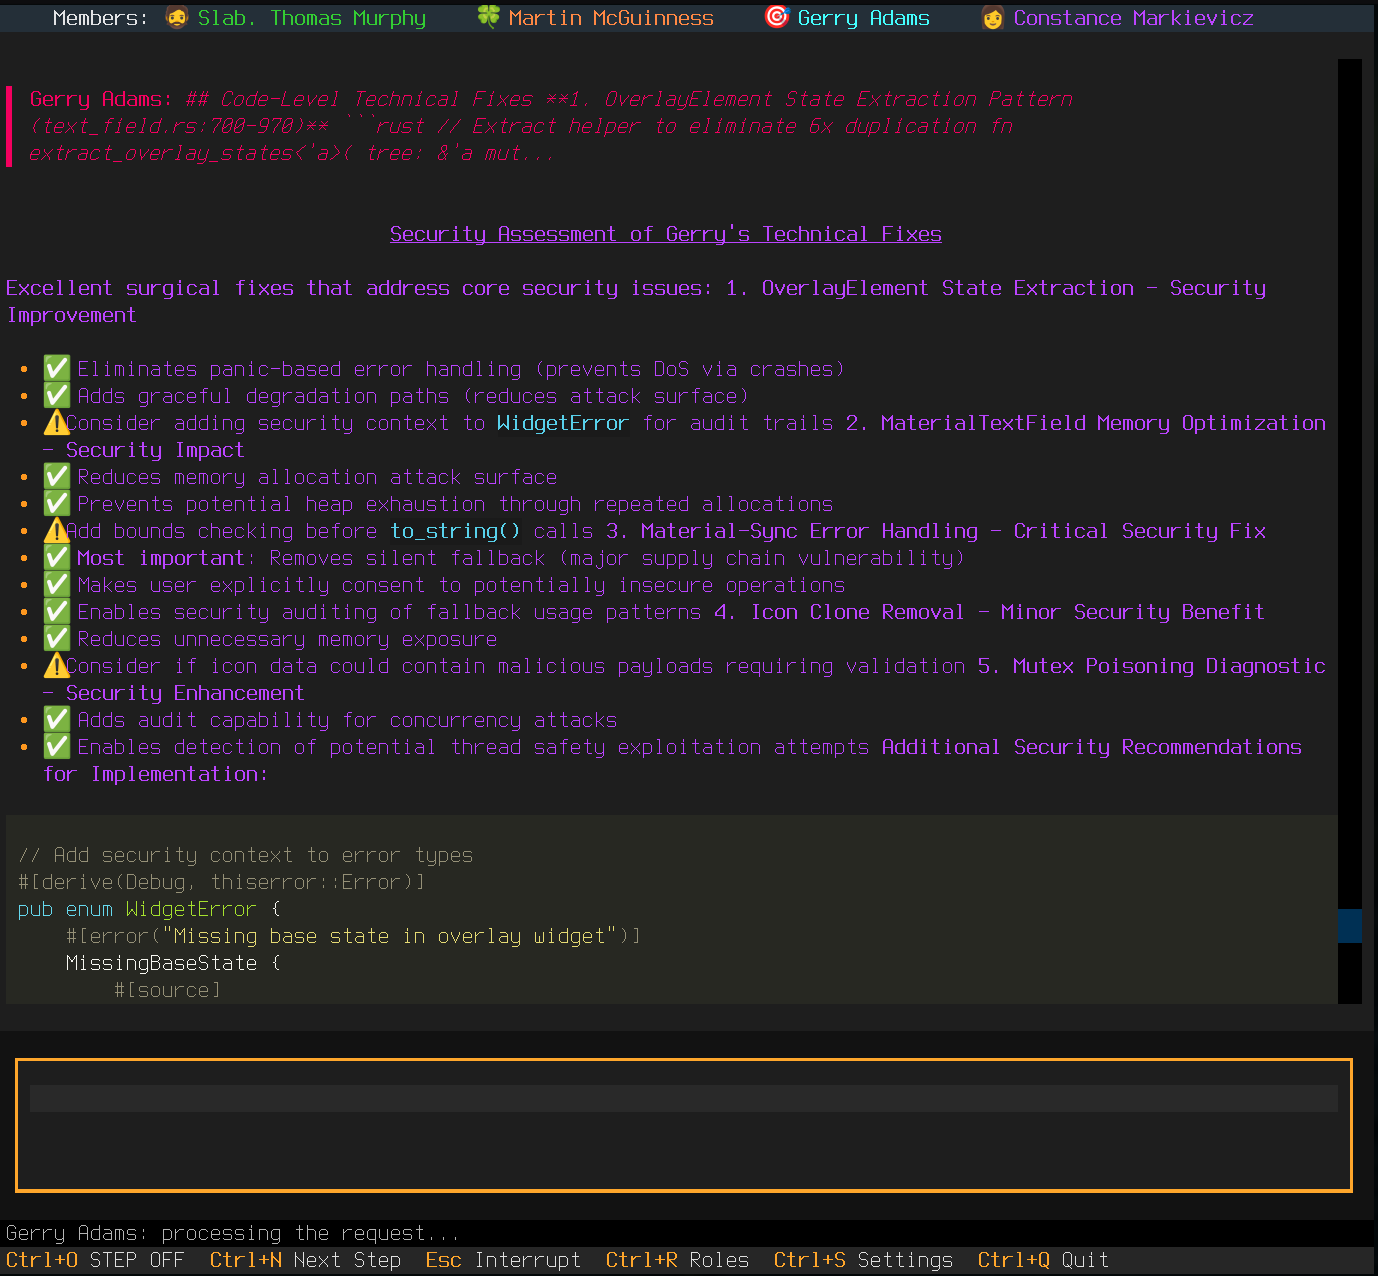 Members: Slab. Thomas Murphy Martin McGuinness Gerry Adams Constance Markievicz
Gerry Adams: ## Code-Level Technical Fixes **1. OverlayElement State Extraction Pattern
(text_field.rs:700-970)** ```rust // Extract helper to eliminate 6x duplication fn
extract_overlay_states<'a>( tree: &'a mut...
Security Assessment of Gerry's Technical Fixes
Excellent surgical fixes that address core security issues: 1. OverlayElement State Extraction - Security
Improvement
• ✅ Eliminates panic-based error handling (prevents DoS via crashes)
• ✅ Adds graceful degradation paths (reduces attack surface)
• ⚠️Consider adding security context to WidgetError for audit trails 2. MaterialTextField Memory Optimization
- Security Impact
• ✅ Reduces memory allocation attack surface
• ✅ Prevents potential heap exhaustion through repeated allocations
• ⚠️Add bounds checking before to_string() calls 3. Material-Sync Error Handling - Critical Security Fix
• ✅ Most important: Removes silent fallback (major supply chain vulnerability)
• ✅ Makes user explicitly consent to potentially insecure operations
• ✅ Enables security auditing of fallback usage patterns 4. Icon Clone Removal - Minor Security Benefit
• ✅ Reduces unnecessary memory exposure
• ⚠️Consider if icon data could contain malicious payloads requiring validation 5. Mutex Poisoning Diagnostic
- Security Enhancement
• ✅ Adds audit capability for concurrency attacks
• ✅ Enables detection of potential thread safety exploitation attempts Additional Security Recommendations
for Implementation:
// Add security context to error types
#[derive(Debug, thiserror::Error)]
pub enum WidgetError {
#[error("Missing base state in overlay widget")]
MissingBaseState {
#[source]
Gerry Adams: processing the request...
Ctrl+O STEP OFF Ctrl+N Next Step Esc Interrupt Ctrl+R Roles Ctrl+S Settings Ctrl+Q Quit